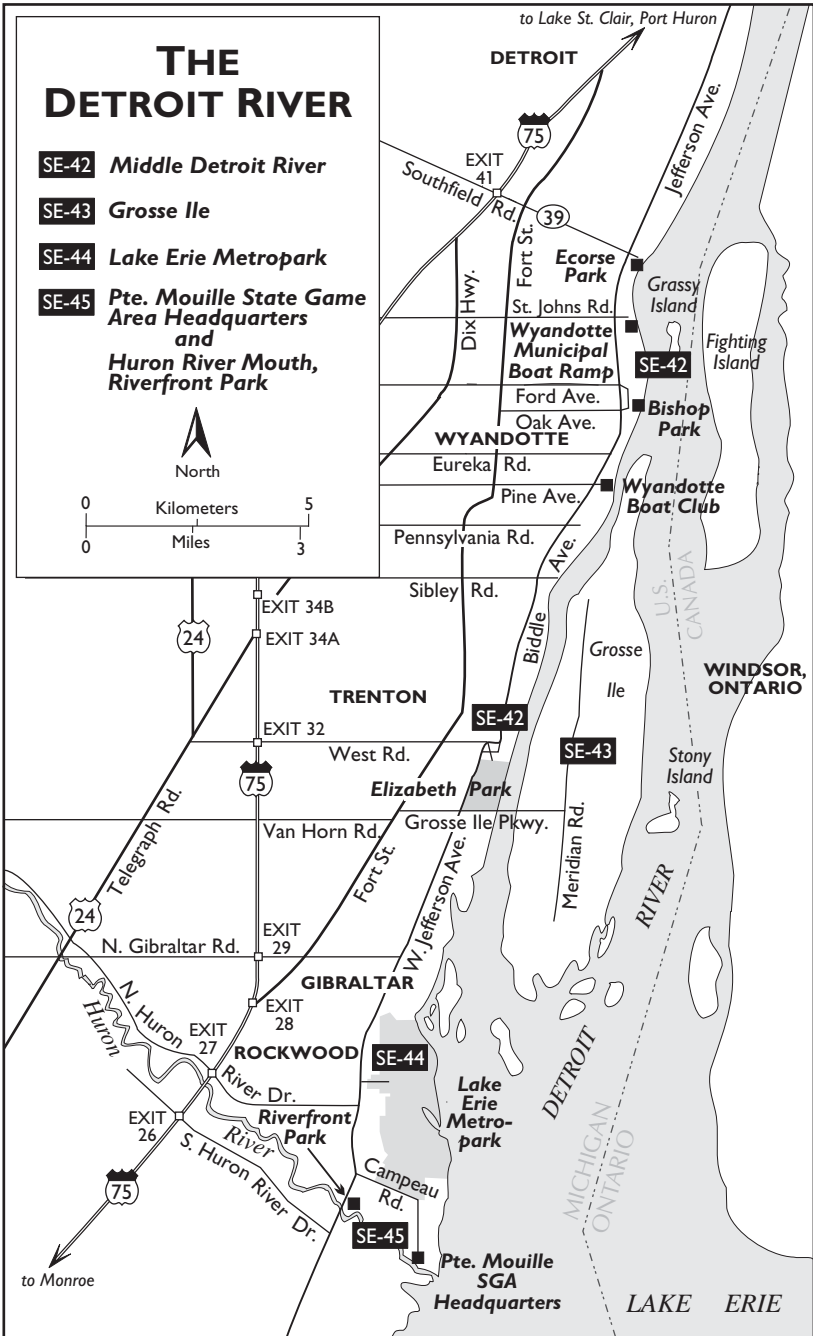 THE
DETROIT RIVER
SE-42 Middle Detroit River
SE-43 Grosse Ile
SE-44 Lake Erie Metropark
SE-45 Pte. Mouille State Game
Area Headquarters
and
Huron River Mouth,
Riverfront Park
North
0 Kilometers 5
0 Miles 3
to Lake St. Clair, Port Huron
DETROIT
75
Jefferson Ave.
EXIT
41
Southfield Rd.
39
Fort St.
Dix Hwy.
Ecorse
Park
Grassy
Island
St. Johns Rd.
Wyandotte
Municipal
Boat Ramp
SE-42
Fighting
Island
Ford Ave.
Oak Ave.
Bishop
Park
WYANDOTTE
Eureka Rd.
Pine Ave.
Wyandotte
Boat Club
Pennsylvania Rd.
Sibley Rd.
Biddle Ave.
U.S.
CANADA
EXIT 34B
EXIT 34A
24
Grosse
Ile
WINDSOR,
ONTARIO
TRENTON
SE-42
EXIT 32
West Rd.
SE-43
Stony
Island
75
Elizabeth Park
Telegraph Rd.
Van Horn Rd.
Grosse Ile Pkwy.
Fort St.
W. Jefferson Ave.
Meridian Rd.
DETROIT RIVER
24
N. Gibraltar Rd.
EXIT
29
GIBRALTAR
EXIT
28
N. Huron River Dr.
Huron River
EXIT
27
ROCKWOOD
SE-44
Lake
Erie
Metro-
park
EXIT
26
Riverfront
Park
S. Huron River Dr.
Campeau
Rd.
MICHIGAN
ONTARIO
75
SE-45
to Monroe
Pte. Mouille
SGA
Headquarters
LAKE ERIE